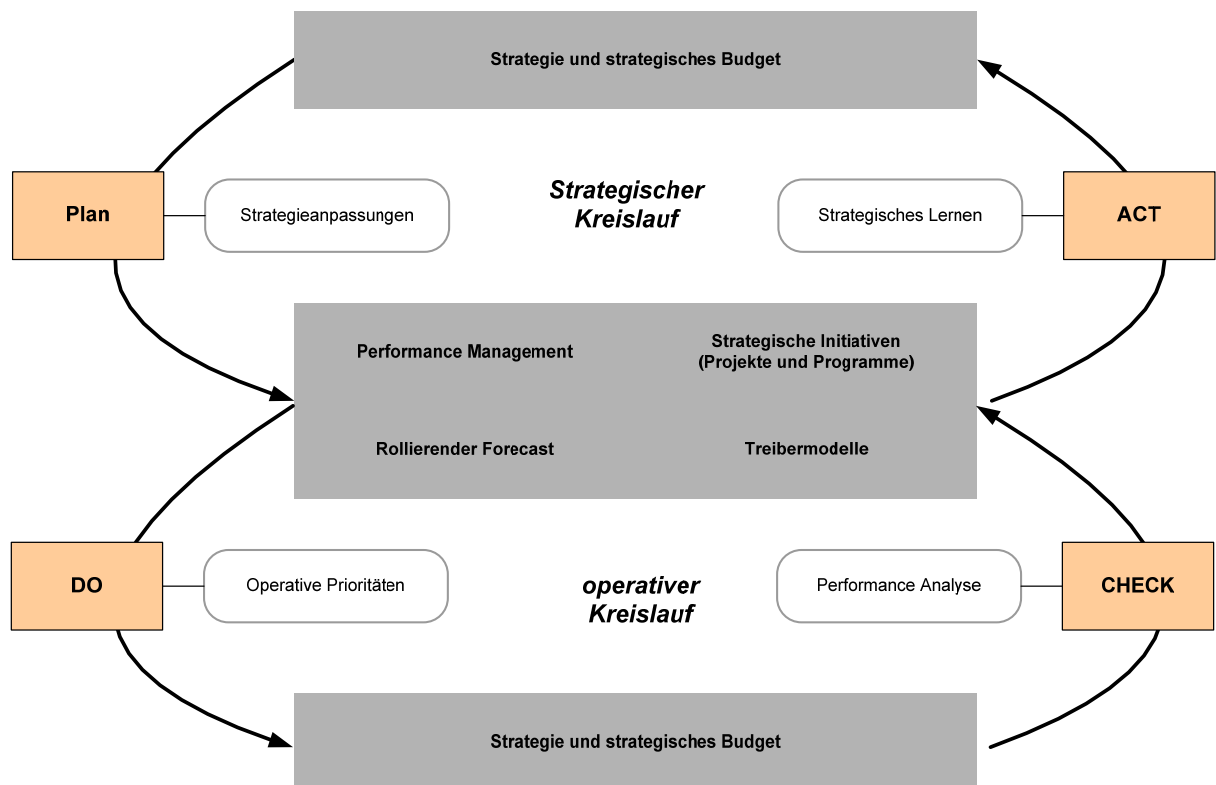 Strategie und strategisches Budget
Plan
Strategieanpassungen
Strategischer
Kreislauf
Strategisches Lernen
ACT
Performance Management
Strategische Initiativen
(Projekte und Programme)
Rollierender Forecast
Treibermodelle
DO
Operative Prioritäten
operativer
Kreislauf
Performance Analyse
CHECK
Strategie und strategisches Budget